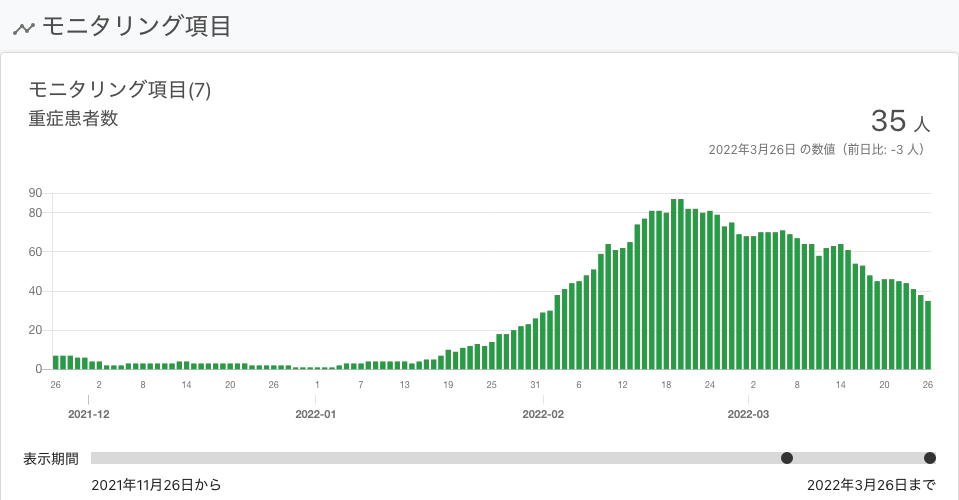 モニタリング項目
モニタリング項目(7)
重症患者数
35 人
2022年3月26日 の数値（前日比: -3 人）
90
80
60
40
20
0
26 2 8 14 20 26 1 7 13 19 25 31 6 12 18 24 2 8 14 20 26
2021-12 2022-01 2022-02 2022-03
表示期間
2021年11月26日から 2022年3月26日まで